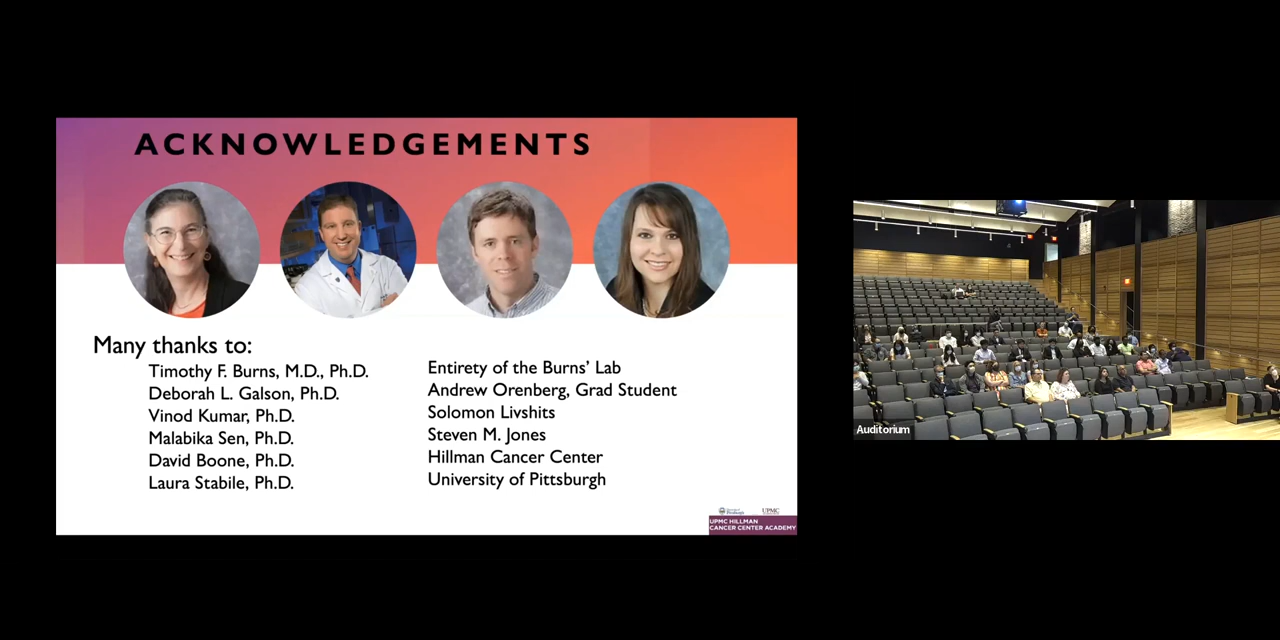 ACKNOWLEDGEMENTS
Many thanks to:
Timothy F. Burns, M.D., Ph.D.
Deborah L. Galson, Ph.D.
Vinod Kumar, Ph.D.
Malabika Sen, Ph.D.
David Boone, Ph.D.
Laura Stabile, Ph.D.
Entirety of the Burns' Lab
Andrew Orenberg, Grad Student
Solomon Livshits
Steven M. Jones
Hillman Cancer Center
University of Pittsburgh
UPMC
UPMC HILLMAN
CANCER CENTER ACADEMY
Auditorium